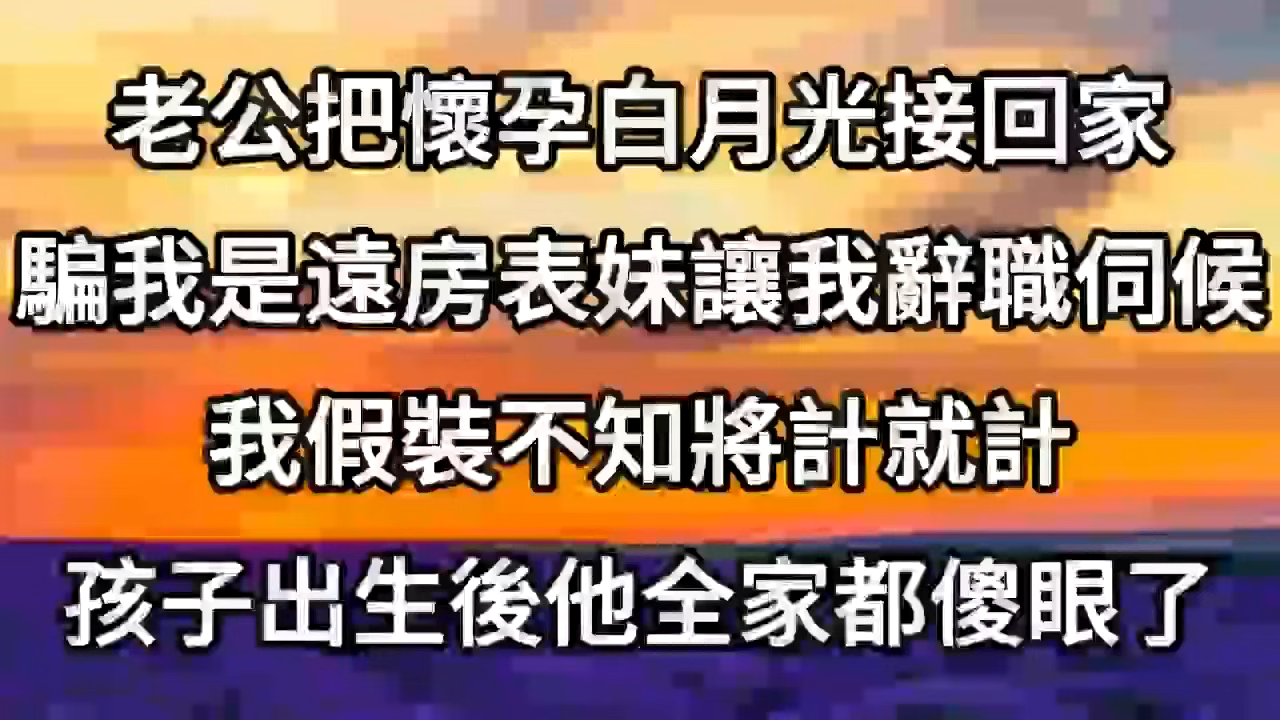 老公把懷孕白月光接回家
騙我是遠房表妹讓我辭職伺候
我假裝不知將計就計
孩子出生後他全家都傻眼了